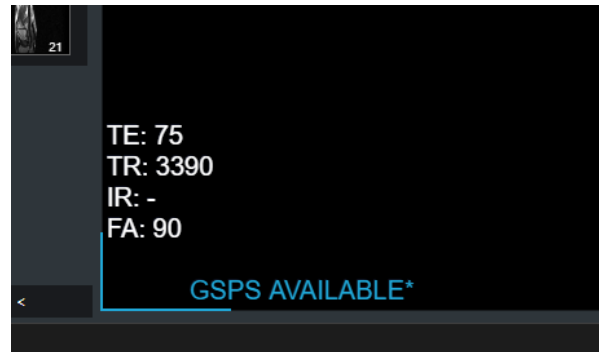 21
TE: 75
TR: 3390
IR: -
FA: 90
GSPS AVAILABLE*
<